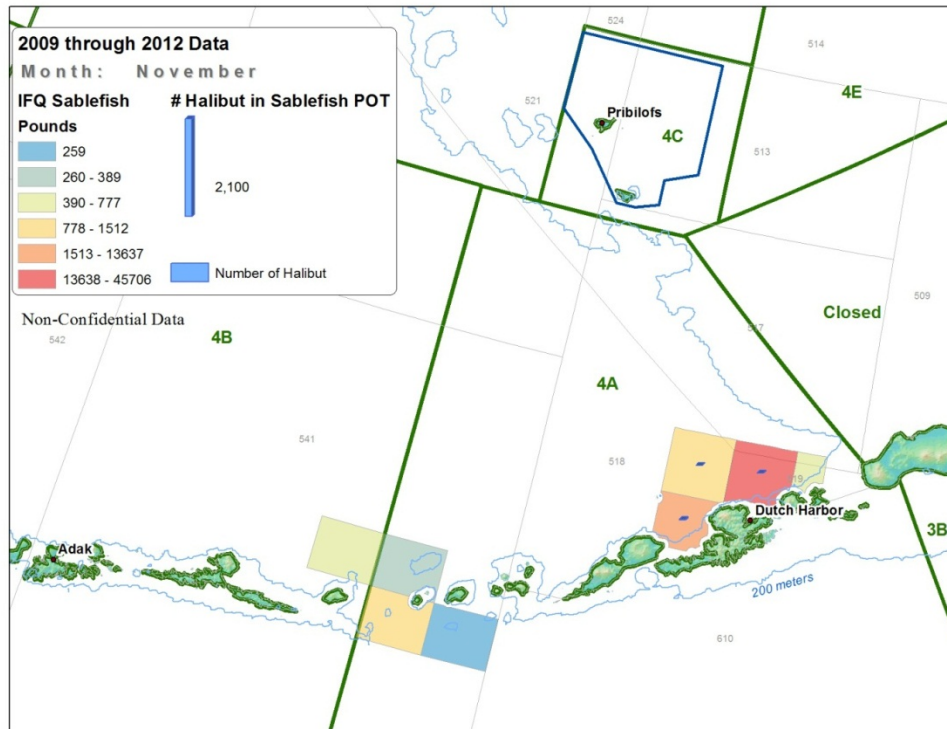 2009 through 2012 Data
Month: November
IFQ Sablefish
# Halibut in Sablefish POT
Pounds
259
260 - 389
390 - 777
778 - 1512
1513 - 13637
13638 - 45706
2,100
Number of Halibut
Non-Confidential Data
524
514
521
4E
Pribilofs
4C
513
509
Closed
517
542
4B
4A
541
518
519
Dutch Harbor
3B
Adak
200 meters
610